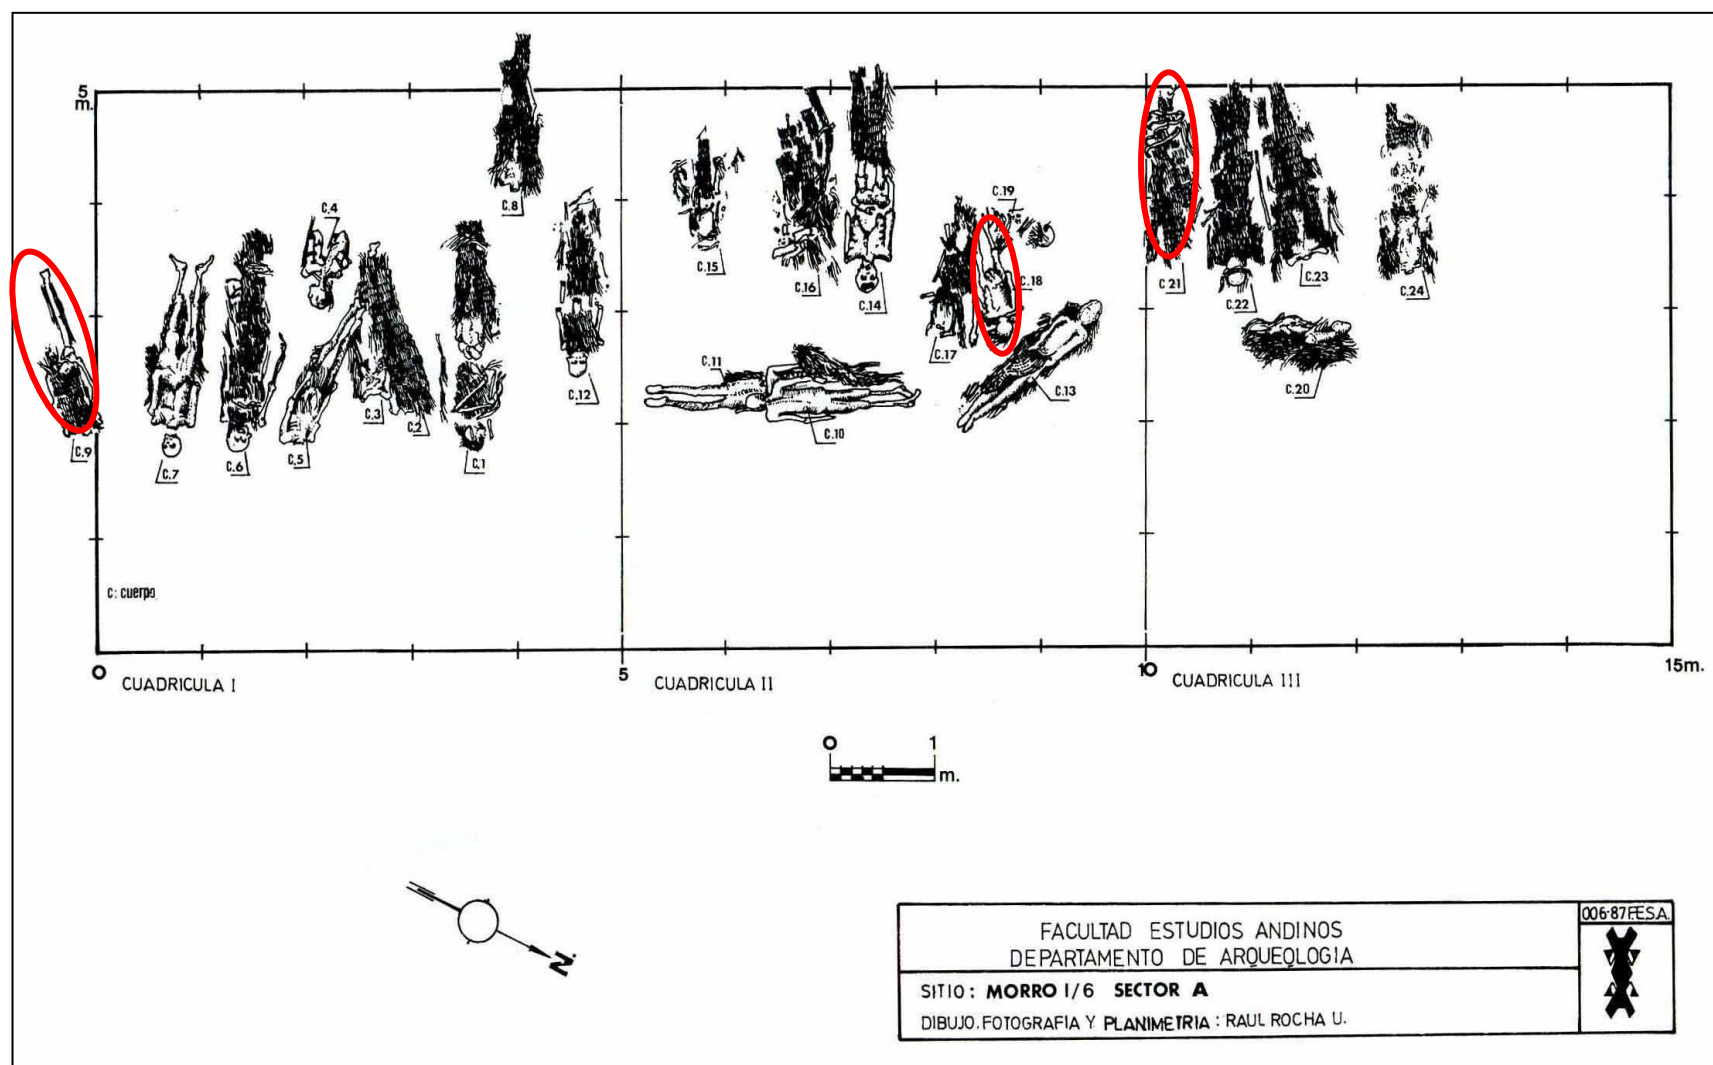 5
m.
C.8
C.4
C.19
C.15
C.16
C.14
C.18
C.21
C.22
C.23
C.24
C.17
C.11
C.12
C.13
C.20
C.9
C.7
C.6
C.5
C.3
C.2
C.1
C.10
C: cuerpo
0
5
10
15m.
CUADRICULA I
CUADRICULA II
CUADRICULA III
0 1
m.
N.
FACULTAD ESTUDIOS ANDINOS
DEPARTAMENTO DE ARQUEOLOGIA
006-87F.E.S.A.
SITIO: MORRO I/6 SECTOR A
DIBUJO.FOTOGRAFIA Y PLANIMETRIA: RAUL ROCHA U.